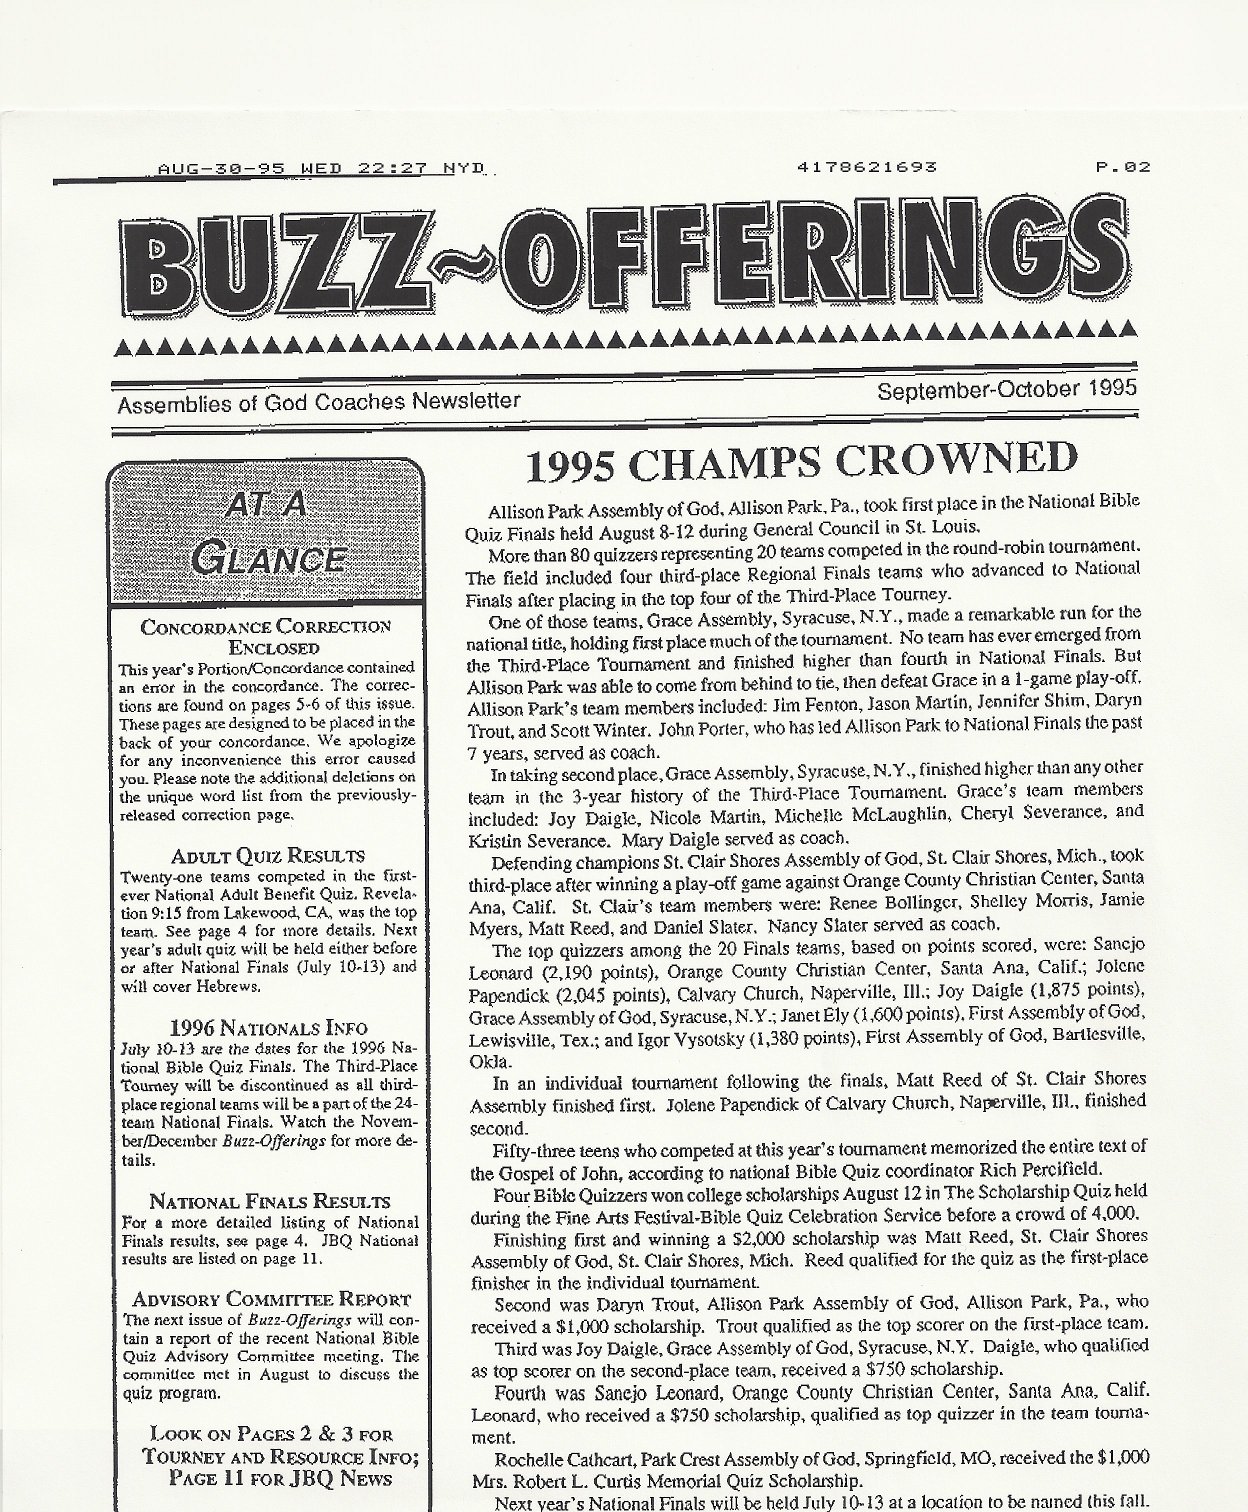 AUG-30-95 WED 22:27 NYD
4178621693
P.02
BUZZ~OFFERINGS
Assemblies of God Coaches Newsletter
September-October 1995
AT A
GLANCE
CONCORDANCE CORRECTION
ENCLOSED
This year's Portion/Concordance contained
an error in the concordance. The correc-
tions are found on pages 5-6 of this issue.
These pages are designed to be placed in the
back of your concordance. We apologize
for any inconvenience this error caused
you. Please note the additional deletions on
the unique word list from the previously-
released correction page.
ADULT QUIZ RESULTS
Twenty-one teams competed in the first-
ever National Adult Benefit Quiz. Revela-
tion 9:15 from Lakewood, CA, was the top
team. See page 4 for more details. Next
year's adult quiz will be held either before
or after National Finals (July 10-13) and
will cover Hebrews.
1996 NATIONALS INFO
July 10-13 are the dates for the 1996 Na-
tional Bible Quiz Finals. The Third-Place
Tourney will be discontinued as all third-
place regional teams will be a part of the 24-
team National Finals. Watch the Novem-
ber/December Buzz-Offerings for more de-
tails.
NATIONAL FINALS RESULTS
For a more detailed listing of National
Finals results, see page 4. JBQ National
results are listed on page 11.
ADVISORY COMMITTEE REPORT
The next issue of Buzz-Offerings will con-
tain a report of the recent National Bible
Quiz Advisory Committee meeting. The
committee met in August to discuss the
quiz program.
LOOK ON PAGES 2 & 3 FOR
TOURNEY AND RESOURCE INFO;
PAGE 11 FOR JBQ NEWS
1995 CHAMPS CROWNED
Allison Park Assembly of God, Allison Park, Pa., took first place in the National Bible
Quiz Finals held August 8-12 during General Council in St. Louis.
More than 80 quizzers representing 20 teams competed in the round-robin tournament.
The field included four third-place Regional Finals teams who advanced to National
Finals after placing in the top four of the Third-Place Tourney.
One of those teams, Grace Assembly, Syracuse, N.Y., made a remarkable run for the
national title, holding first place much of the tournament. No team has ever emerged from
the Third-Place Tournament and finished higher than fourth in National Finals. But
Allison Park was able to come from behind to tie, then defeat Grace in a 1-game play-off.
Allison Park's team members included: Jim Fenton, Jason Martin, Jennifer Shim, Daryn
Trout, and Scott Winter. John Porter, who has led Allison Park to National Finals the past
7 years, served as coach.
In taking second place, Grace Assembly, Syracuse, N.Y., finished higher than any other
team in the 3-year history of the Third-Place Tournament. Grace's team members
included: Joy Daigle, Nicole Martin, Michelle McLaughlin, Cheryl Severance, and
Kristin Severance. Mary Daigle served as coach.
Defending champions St. Clair Shores Assembly of God, St. Clair Shores, Mich., took
third-place after winning a play-off game against Orange County Christian Center, Santa
Ana, Calif. St. Clair's team members were: Renee Bollinger, Shelley Morris, Jamie
Myers, Matt Reed, and Daniel Slater. Nancy Slater served as coach.
The top quizzers among the 20 Finals teams, based on points scored, were: Sanejo
Leonard (2,190 points), Orange County Christian Center, Santa Ana, Calif.; Jolene
Papendick (2,045 points), Calvary Church, Naperville, Ill.; Joy Daigle (1,875 points),
Grace Assembly of God, Syracuse, N.Y.; Janet Ely (1,600 points), First Assembly of God,
Lewisville, Tex.; and Igor Vysotsky (1,380 points), First Assembly of God, Bartlesville,
Okla.
In an individual tournament following the finals, Matt Reed of St. Clair Shores
Assembly finished first. Jolene Papendick of Calvary Church, Naperville, Ill., finished
second.
Fifty-three teens who competed at this year's tournament memorized the entire text of
the Gospel of John, according to national Bible Quiz coordinator Rich Percifield.
Four Bible Quizzers won college scholarships August 12 in The Scholarship Quiz held
during the Fine Arts Festival-Bible Quiz Celebration Service before a crowd of 4,000.
Finishing first and winning a $2,000 scholarship was Matt Reed, St. Clair Shores
Assembly of God, St. Clair Shores, Mich. Reed qualified for the quiz as the first-place
finisher in the individual tournament.
Second was Daryn Trout, Allison Park Assembly of God, Allison Park, Pa., who
received a $1,000 scholarship. Trout qualified as the top scorer on the first-place team.
Third was Joy Daigle, Grace Assembly of God, Syracuse, N.Y. Daigle, who qualified
as top scorer on the second-place team, received a $750 scholarship.
Fourth was Sanejo Leonard, Orange County Christian Center, Santa Ana, Calif.
Leonard, who received a $750 scholarship, qualified as top quizzer in the team tourna-
ment.
Rochelle Cathcart, Park Crest Assembly of God, Springfield, MO, received the $1,000
Mrs. Robert L. Curtis Memorial Quiz Scholarship.
Next year's National Finals will be held July 10-13 at a location to be named this fall.